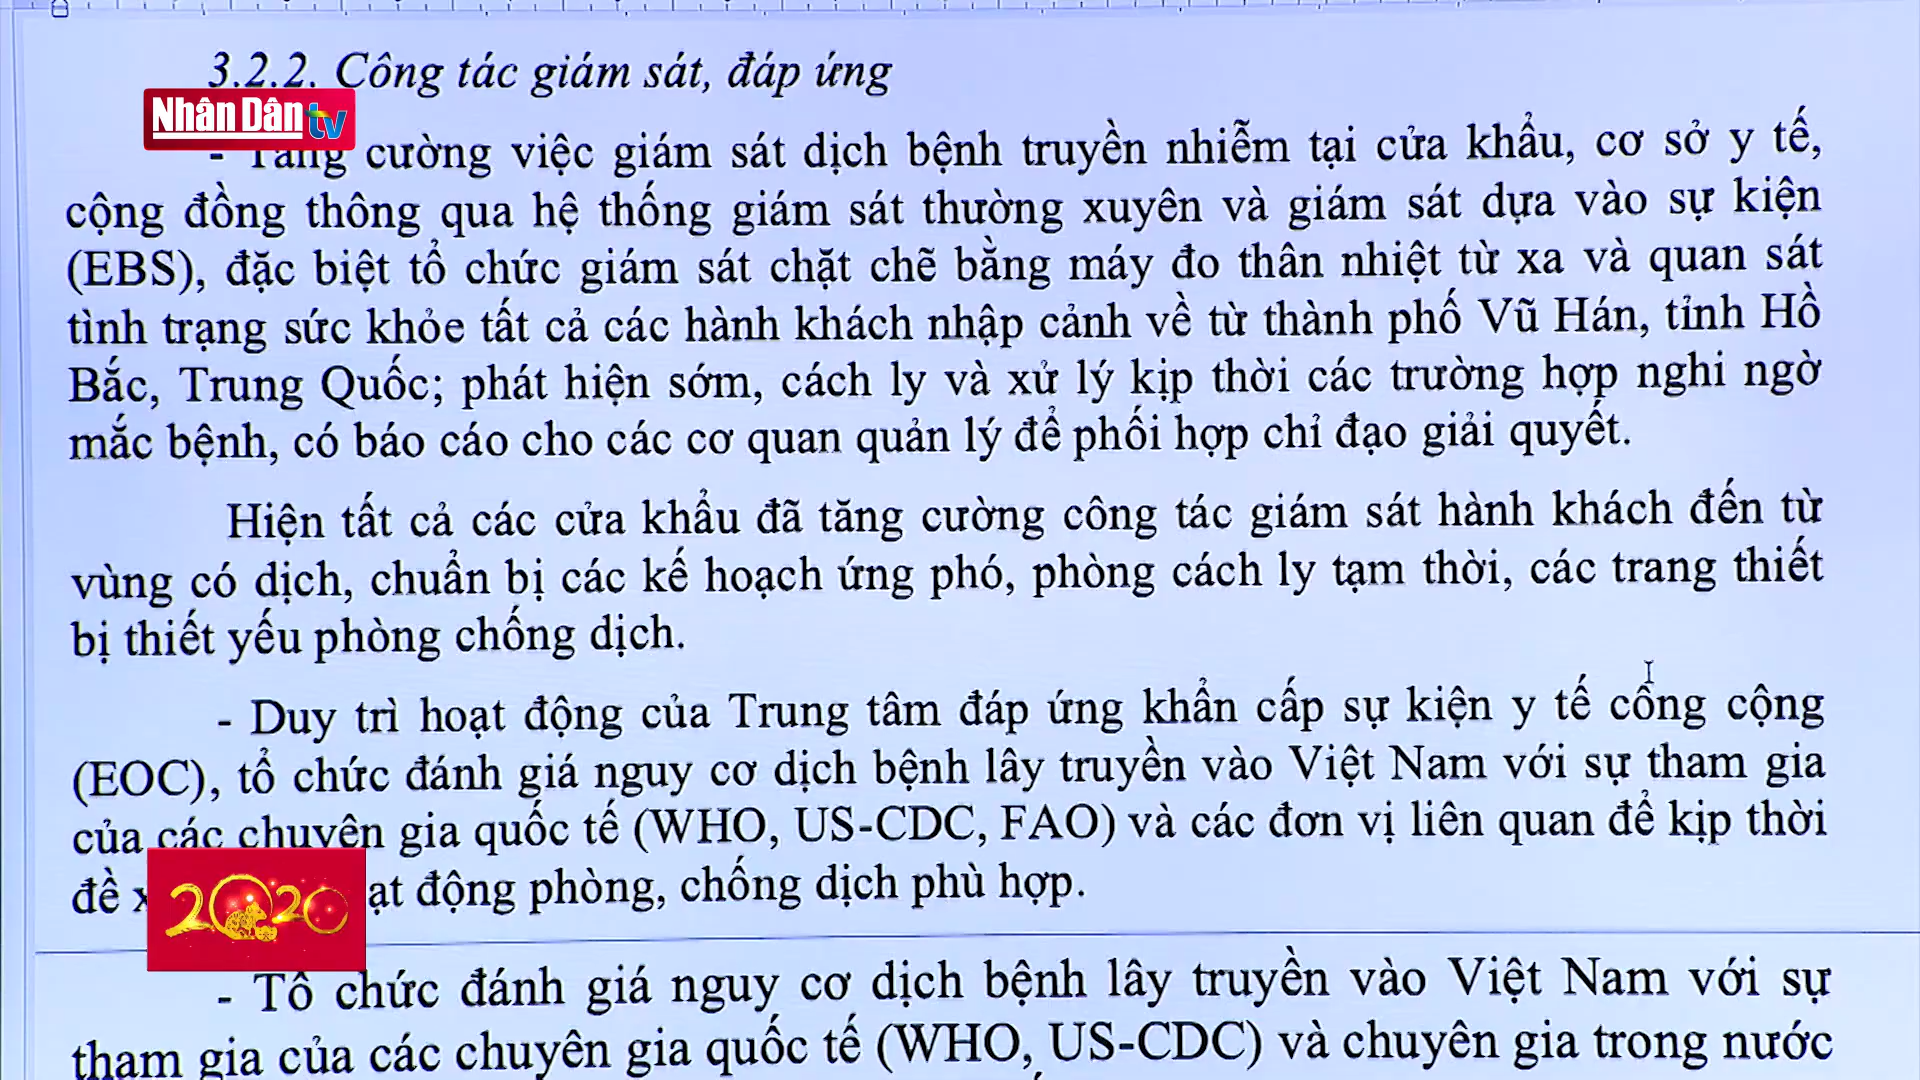 3.2.2. Công tác giám sát, đáp ứng
Nhân Dân tv
- Tăng cường việc giám sát dịch bệnh truyền nhiễm tại cửa khẩu, cơ sở y tế,
cộng đồng thông qua hệ thống giám sát thường xuyên và giám sát dựa vào sự kiện
(EBS), đặc biệt tổ chức giám sát chặt chẽ bằng máy đo thân nhiệt từ xa và quan sát
tình trạng sức khỏe tất cả các hành khách nhập cảnh về từ thành phố Vũ Hán, tỉnh Hồ
Bắc, Trung Quốc; phát hiện sớm, cách ly và xử lý kịp thời các trường hợp nghi ngờ
mắc bệnh, có báo cáo cho các cơ quan quản lý để phối hợp chỉ đạo giải quyết.
Hiện tất cả các cửa khẩu đã tăng cường công tác giám sát hành khách đến từ
vùng có dịch, chuẩn bị các kế hoạch ứng phó, phòng cách ly tạm thời, các trang thiết
bị thiết yếu phòng chống dịch.
- Duy trì hoạt động của Trung tâm đáp ứng khẩn cấp sự kiện y tế công cộng
(EOC), tổ chức đánh giá nguy cơ dịch bệnh lây truyền vào Việt Nam với sự tham gia
của các chuyên gia quốc tế (WHO, US-CDC, FAO) và các đơn vị liên quan để kịp thời
đề động phòng, chống dịch phù hợp.
2020
- Tổ chức đánh giá nguy cơ dịch bệnh lây truyền vào Việt Nam với sự
tham gia của các chuyên gia quốc tế (WHO, US-CDC) và chuyên gia trong nước